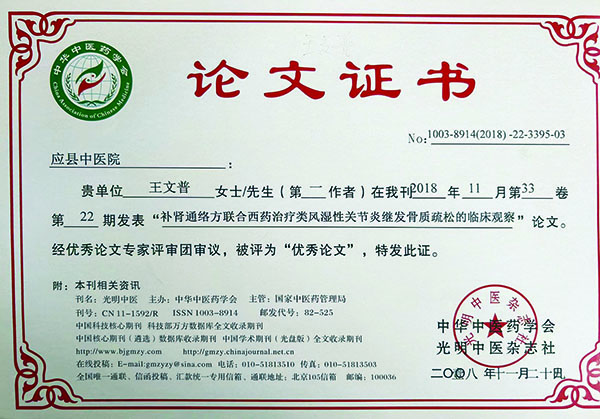 中华中医药学会
China Association of Chinese Medicine
论文证书
No: 1003-8914(2018) -22-3395-03
应县中医院 :
贵单位 王文普 女士/先生(第 一 作者)在我刊 2018 年 11 月第 33 卷
第 22 期发表“补肾通络方联合西药治疗类风湿性关节炎继发骨质疏松的临床观察”论文。
经优秀论文专家评审团审议，被评为“优秀论文”，特发此证。
附：本刊相关资讯
刊名：光明中医 主办：中华中医药学会 主管：国家中医药管理局
刊号：CN 11-1592/R ISSN 1003-8914 邮发代号：82-525
中国科技核心期刊 科技部万方数据库全文收录期刊
中国核心期刊（遴选）数据库收录期刊 中国学术期刊（光盘版）全文收录期刊
http://www.bjgmzy.com http://gmzy.chinajournal.net.cn
在线投稿：E-mail:gmzyzy@sina.com 电话：010-51813510 传真：010-51813503
全国唯一通联、信函投稿、汇款统一专用信箱、通联地址：北京105信箱 邮编：100036
光明中医杂志社
中华中医药学会
光明中医杂志社
二〇〇八年十一月二十日